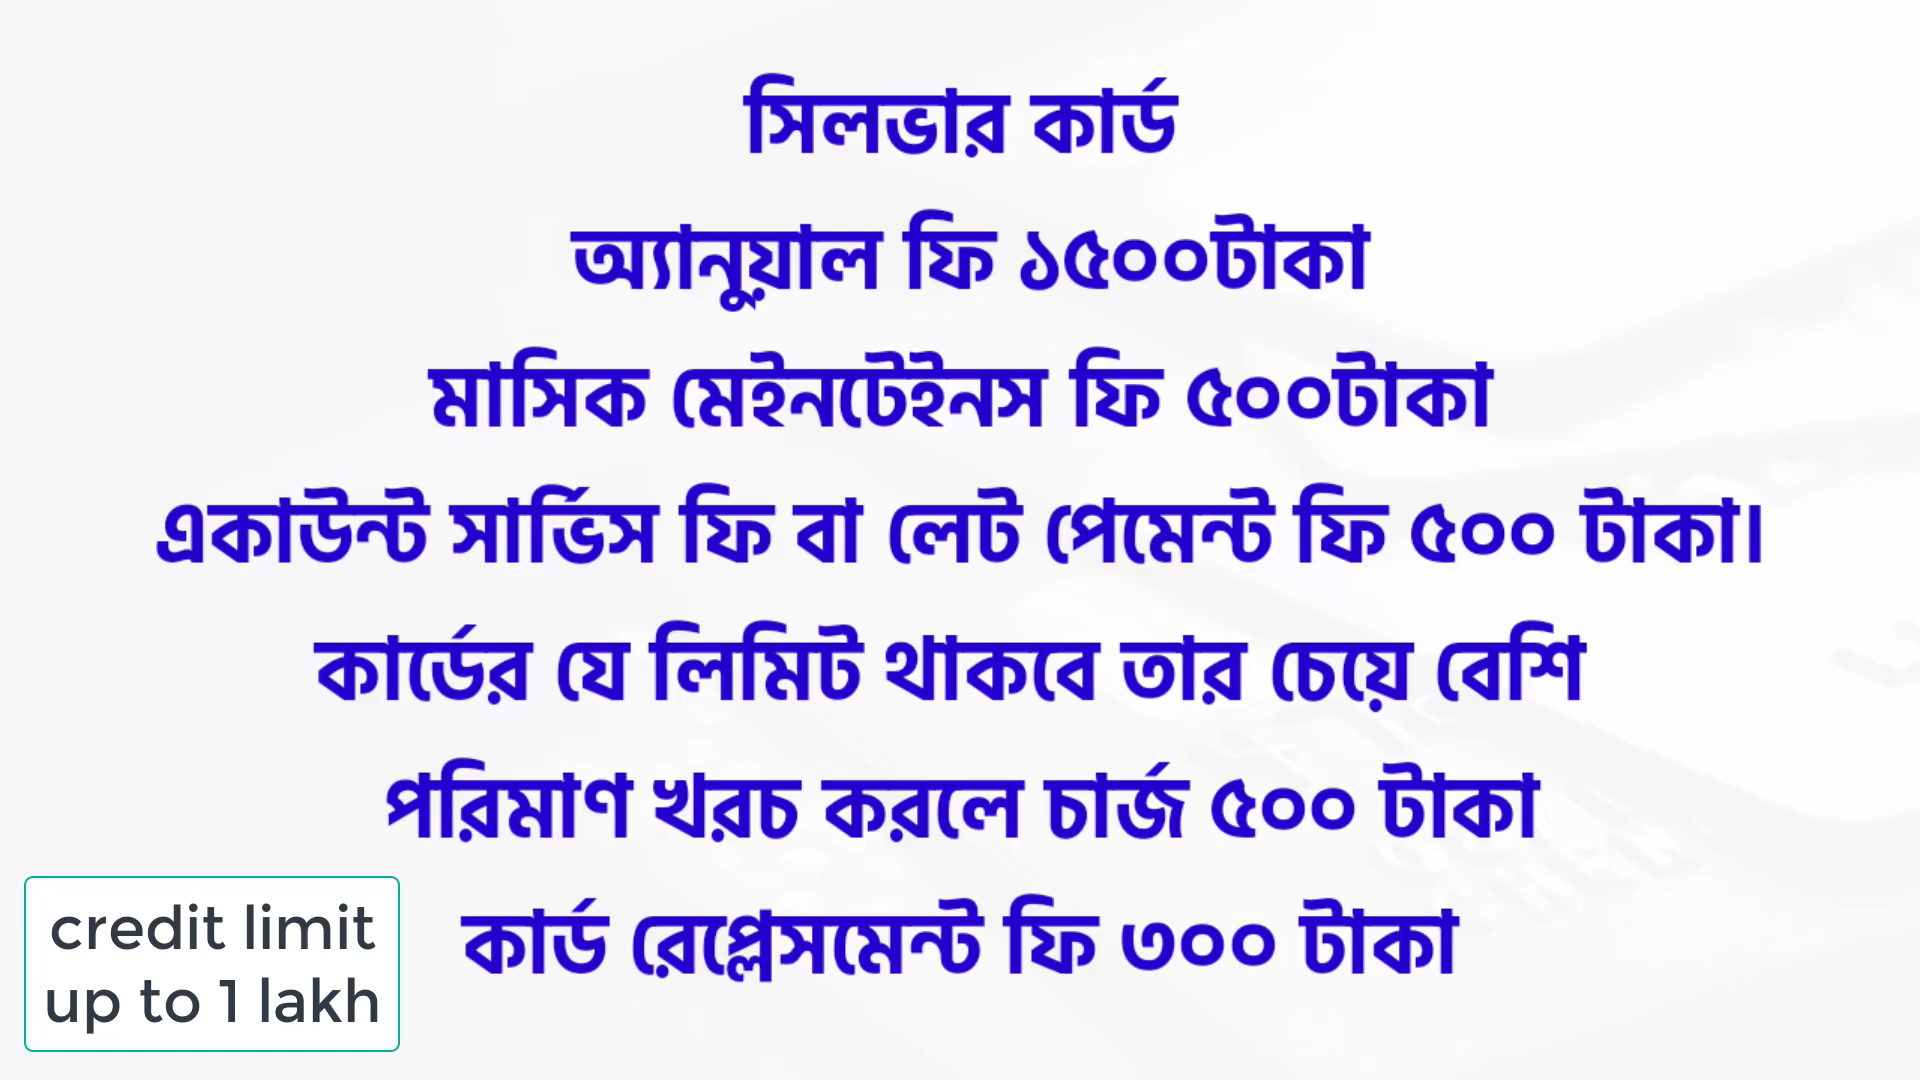 সিলভার কার্ড
অ্যানুয়াল ফি ১৫০০টাকা
মাসিক মেইনটেইনস ফি ৫০০টাকা
একাউন্ট সার্ভিস ফি বা লেট পেমেন্ট ফি ৫০০ টাকা।
কার্ডের যে লিমিট থাকবে তার চেয়ে বেশি
পরিমাণ খরচ করলে চার্জ ৫০০ টাকা
কার্ড রেপ্লেসমেন্ট ফি ৩০০ টাকা
credit limit
up to 1 lakh